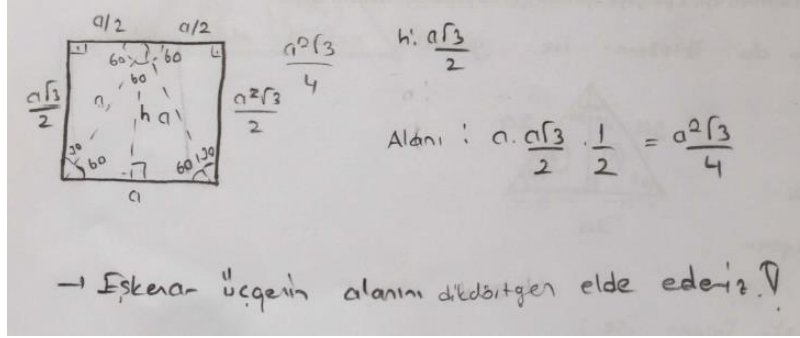 a/2 a/2
60 60
60
a√3/2 a h a a²√3/2
30 60 60 30
a
a²√3/4
h: a√3/2
Alanı : a . a√3/2 . 1/2 = a²√3/4
→ Eşkenar üçgenin alanını dikdörtgen elde ederiz.